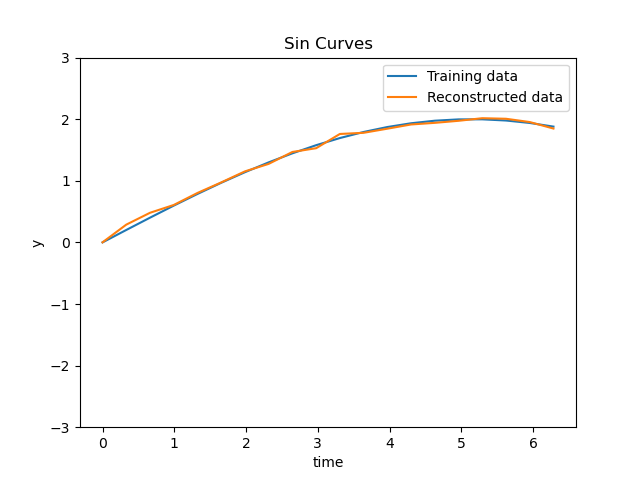 Sin Curves
Training data
Reconstructed data
3
2
1
0
−1
−2
−3
y
0 1 2 3 4 5 6
time